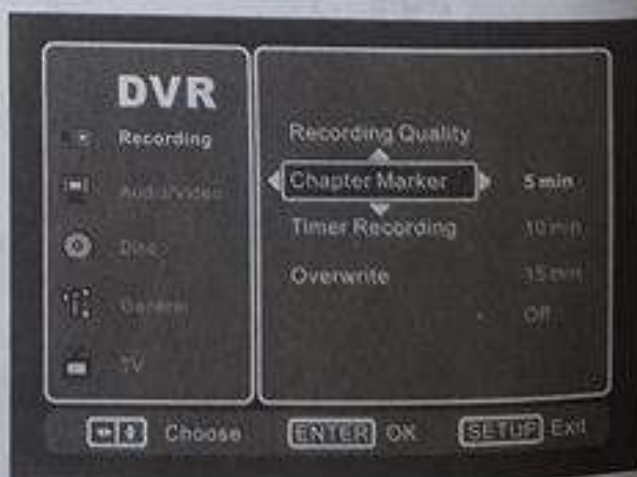 DVR
Recording
Audio/Video
Disc
General
TV
Recording Quality
Chapter Marker
Timer Recording
Overwrite
5 min
10 min
15 min
Off
Choose
ENTER OK
SETUP Exit